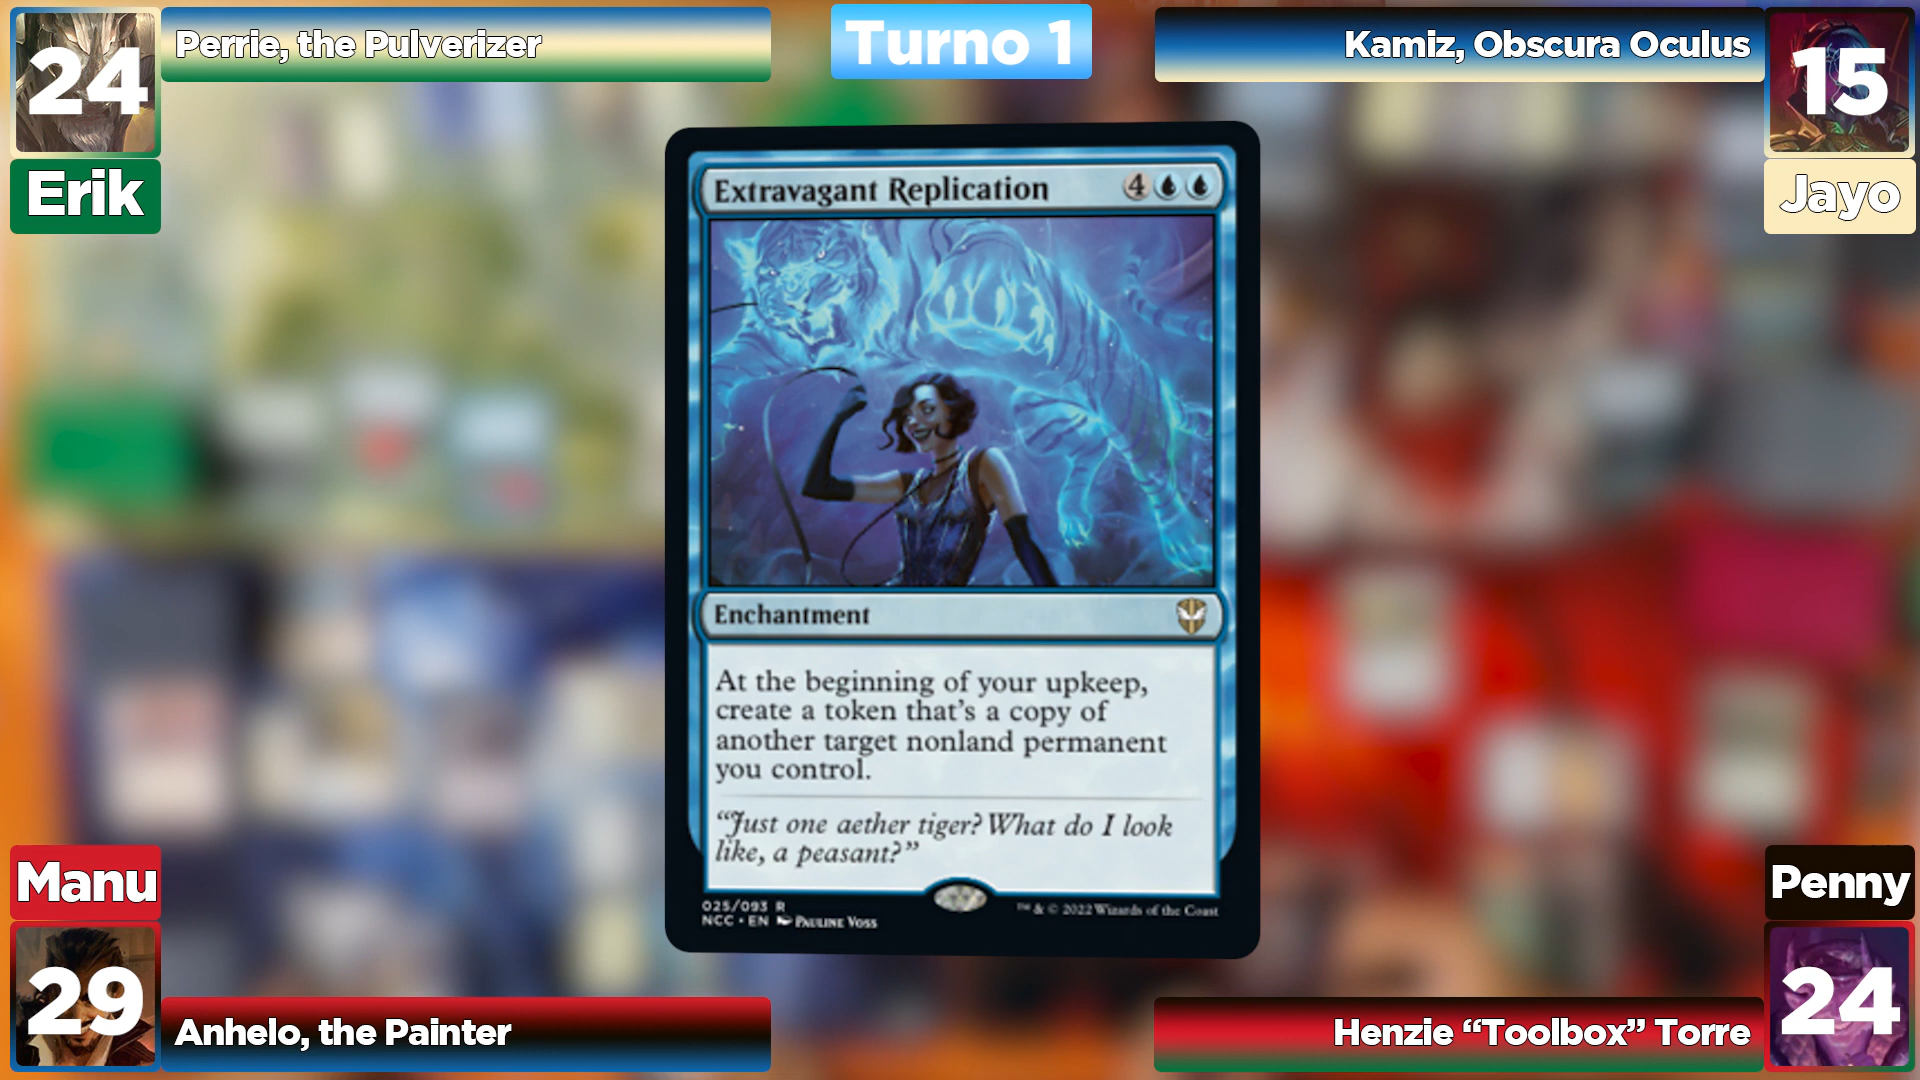 24
Perrie, the Pulverizer
Erik
Turno 1
Kamiz, Obscura Oculus
15
Jayo
Extravagant Replication
4
Enchantment
At the beginning of your upkeep,
create a token that's a copy of
another target nonland permanent
you control.
“Just one aether tiger? What do I look
like, a peasant?”
025/093 R
NCC • EN Pauline Voss
™ & © 2022 Wizards of the Coast
Manu
29
Anhelo, the Painter
Penny
24
Henzie “Toolbox” Torre